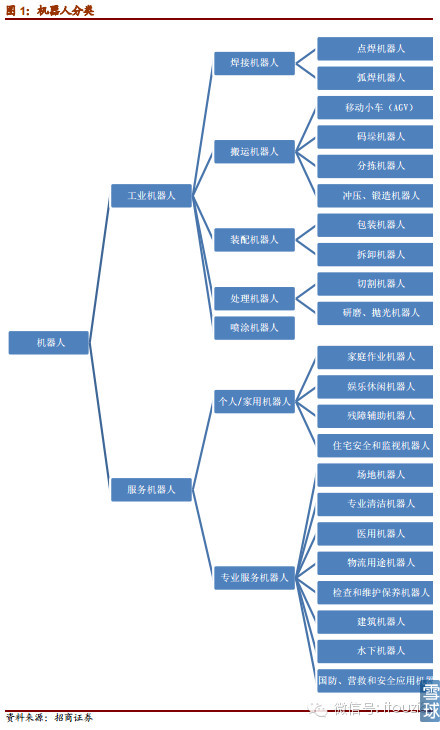 图 1：机器人分类
机器人
工业机器人
焊接机器人
点焊机器人
弧焊机器人
搬运机器人
移动小车（AGV）
码垛机器人
分拣机器人
冲压、锻造机器人
装配机器人
包装机器人
拆卸机器人
处理机器人
切割机器人
研磨、抛光机器人
喷涂机器人
服务机器人
个人/家用机器人
家庭作业机器人
娱乐休闲机器人
残障辅助机器人
住宅安全和监视机器人
专业服务机器人
场地机器人
专业清洁机器人
医用机器人
物流用途机器人
检查和维护保养机器人
建筑机器人
水下机器人
国防、营救和安全应用机
微信号:
雪球
资料来源：招商证券